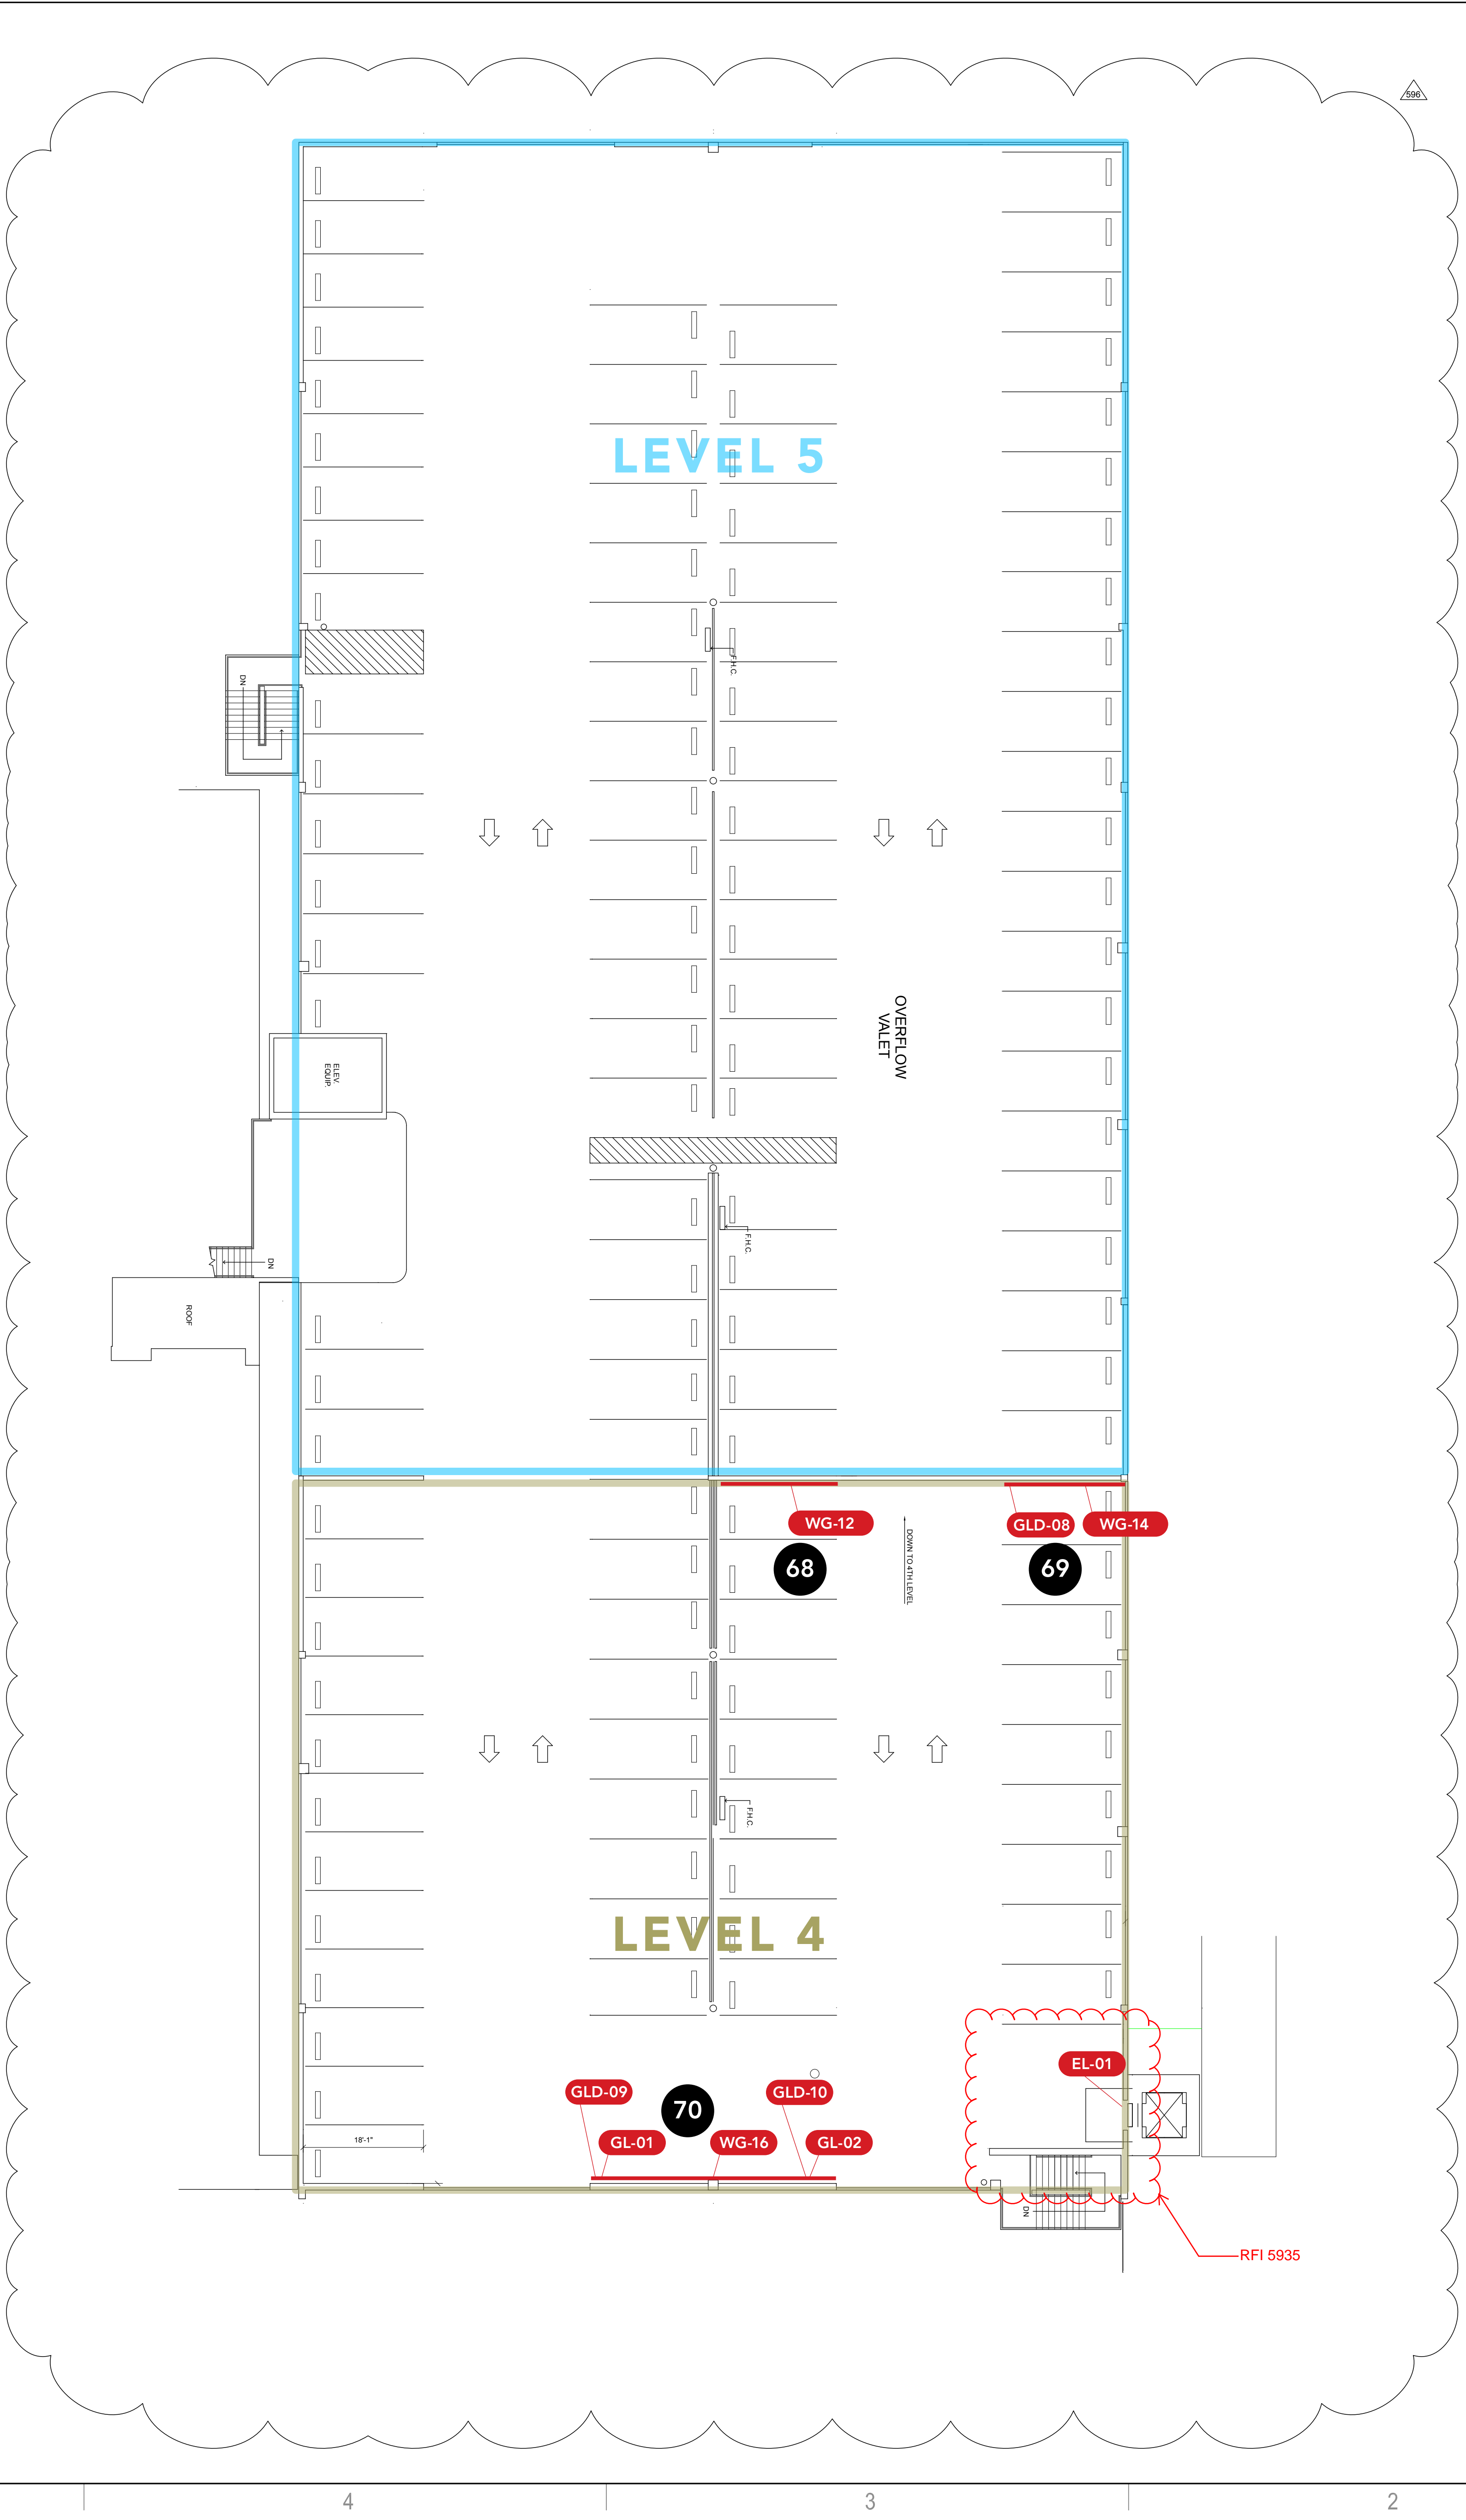 596
LEVEL 5
F.H.C.
DN
OVERFLOW
VALET
ELEV.
EQUIP.
F.H.C.
DN
ROOF
WG-12
GLD-08
WG-14
68
69
DOWN TO 4TH LEVEL
F.H.C.
LEVEL 4
EL-01
GLD-09
70
GLD-10
GL-01
WG-16
GL-02
18'-1"
DN
RFI 5935
4
3
2